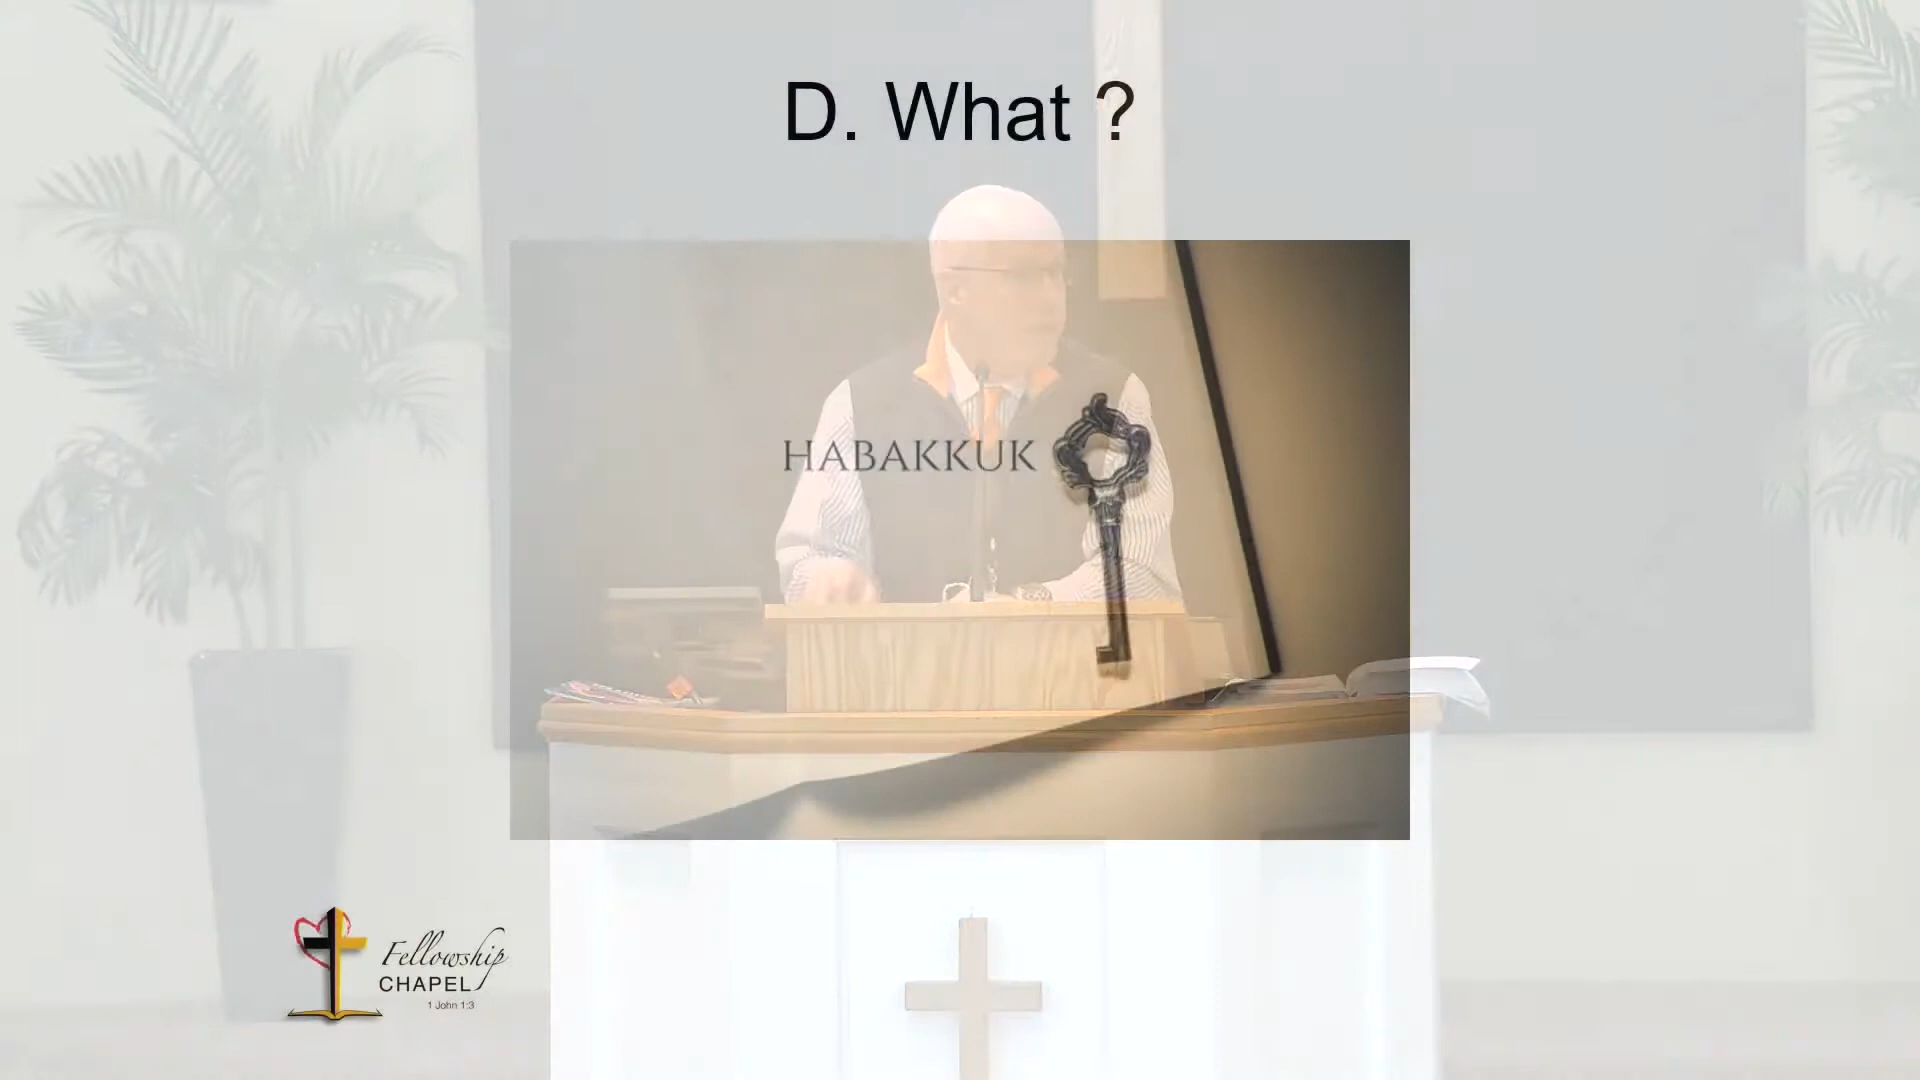 D. What ?
HABAKKUK
Fellowship
CHAPEL
1 John 1:3